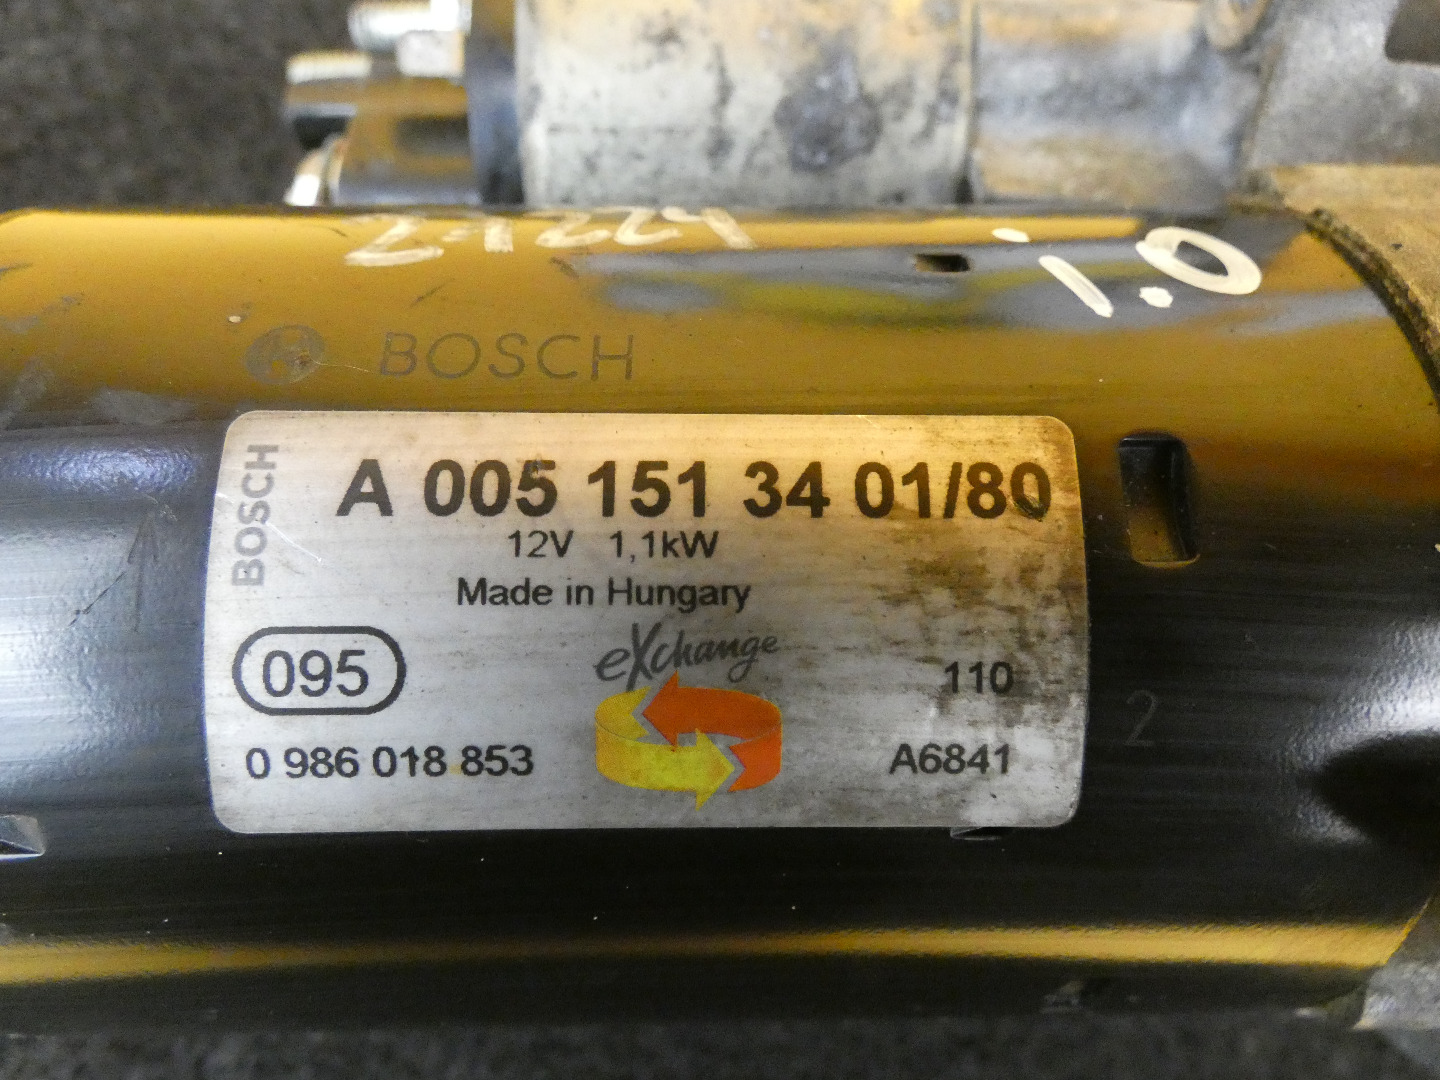 1.0
BOSCH
BOSCH
A 005 151 34 01/80
12V 1,1kW
Made in Hungary
eXchange
095
110
0 986 018 853
A6841
2